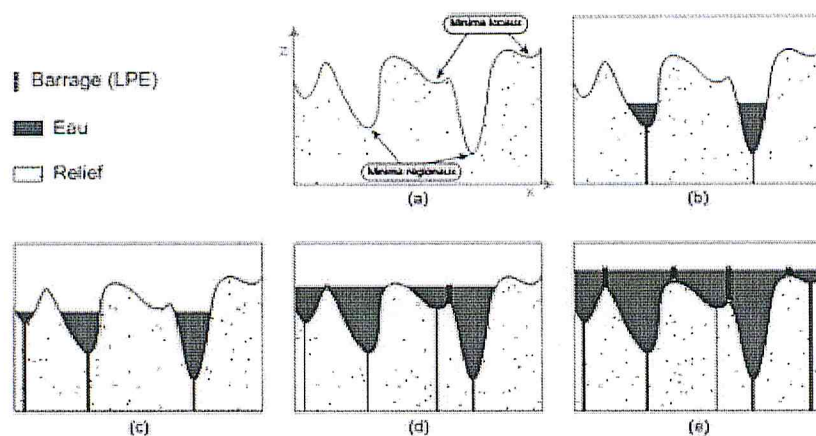 Minima locaux
Z
Barrage (LPE)
Eau
Relief
Minima régionaux
X
(a)
(b)
(c)
(d)
(e)